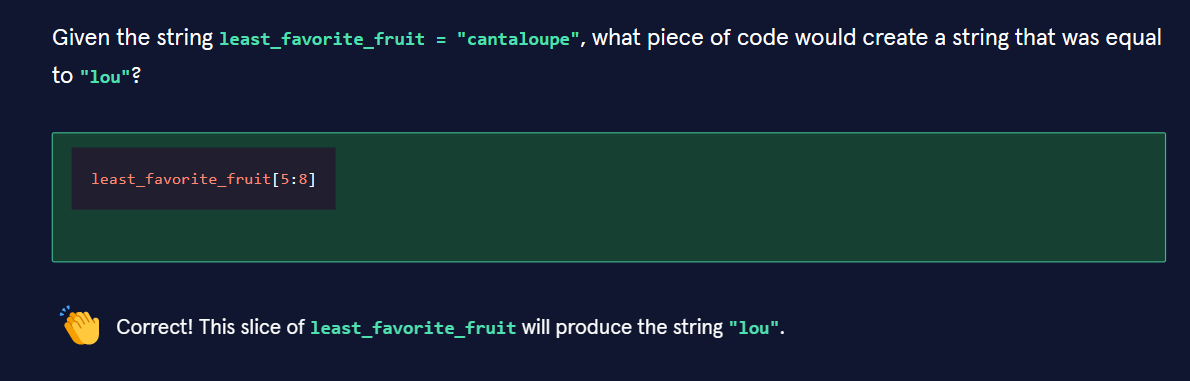 Given the string least_favorite_fruit = "cantaloupe", what piece of code would create a string that was equal
to "lou"?
least_favorite_fruit[5:8]
Correct! This slice of least_favorite_fruit will produce the string "lou".